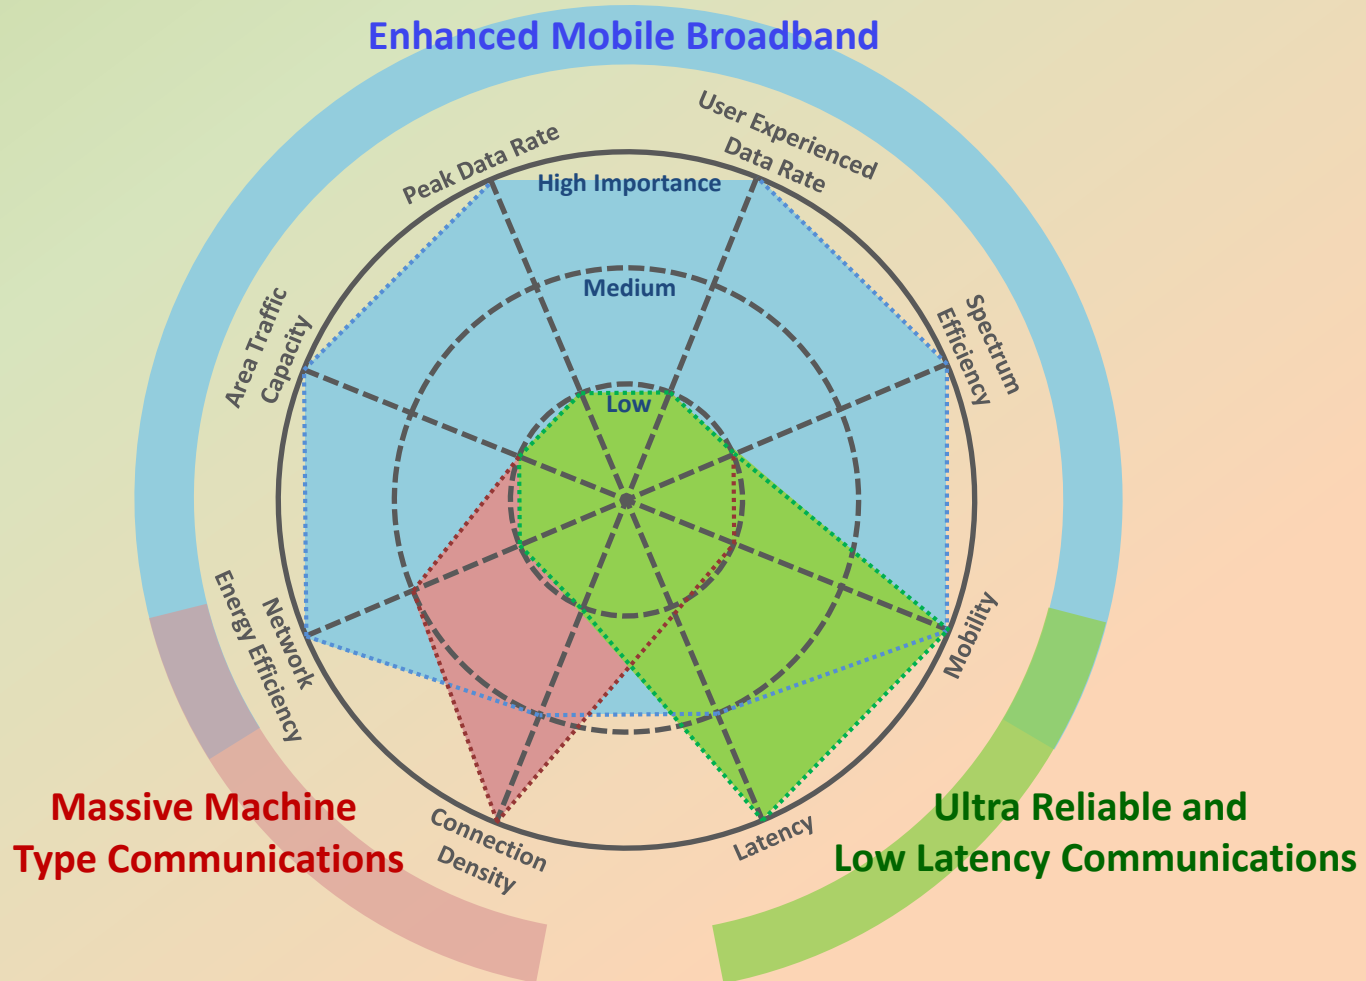 Enhanced Mobile Broadband
Peak Data Rate
User Experienced
Data Rate
High Importance
Medium
Low
Area Traffic
Capacity
Spectrum
Efficiency
Network
Energy Efficiency
Mobility
Massive Machine
Type Communications
Connection
Density
Latency
Ultra Reliable and
Low Latency Communications